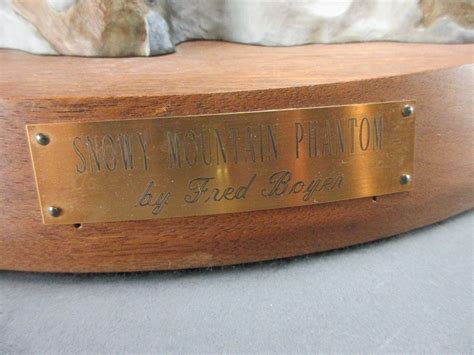 SNOWY MOUNTAIN PHANTOM
by Fred Boyer